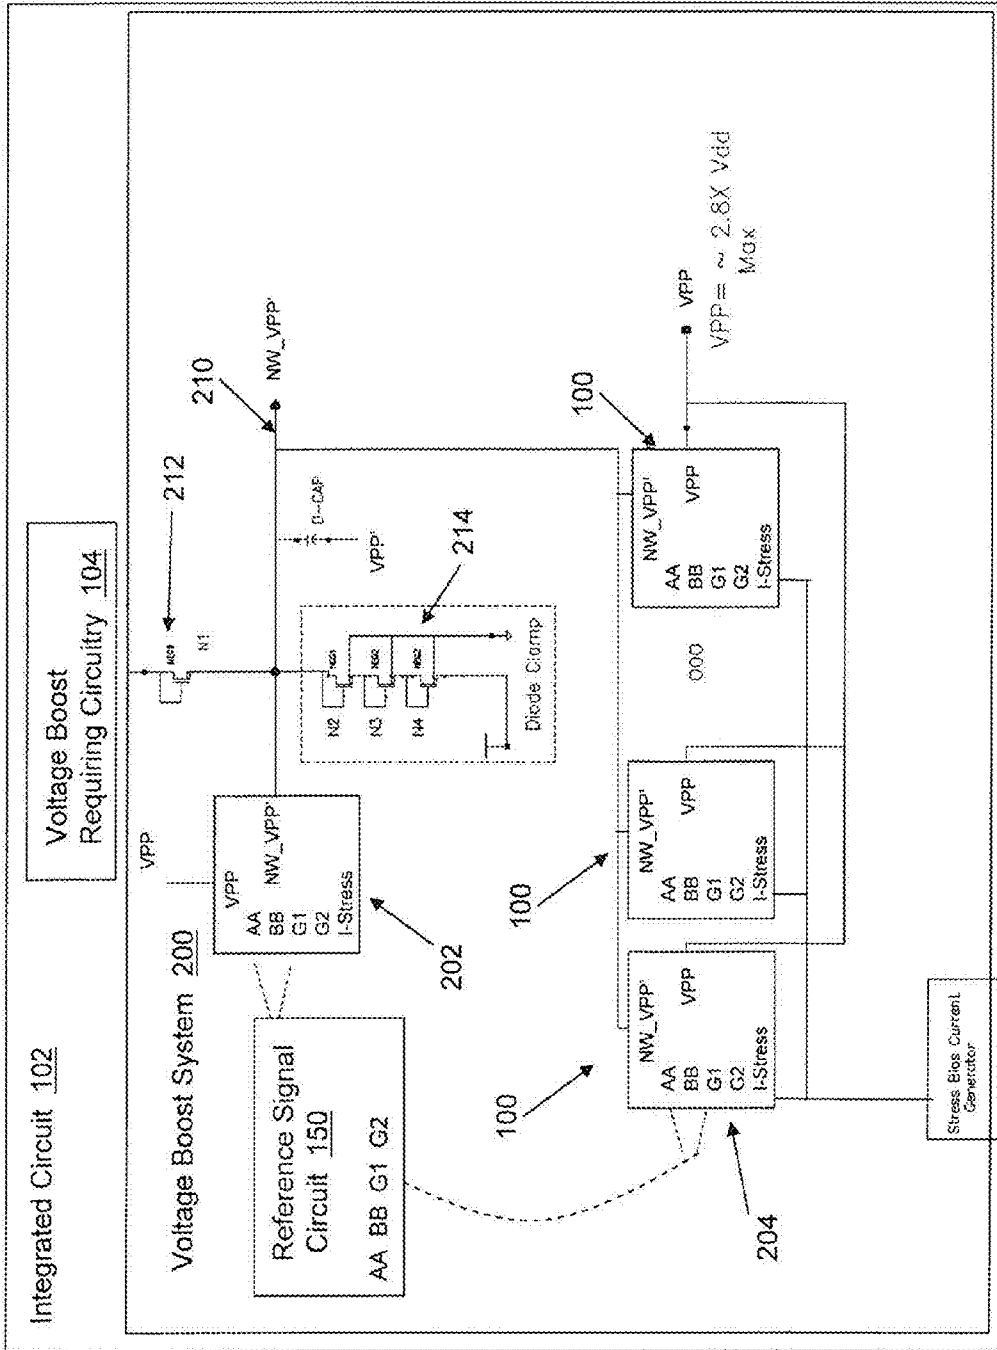 Integrated Circuit 102
Voltage Boost
Requiring Circuitry 104
Voltage Boost System 200
VPP
212
N1
210
NW_VPP'
VPP
AA
BB
G1
G2
I-Stress
NW_VPP'
202
N2
N3
N4
Diode Clamp
214
D-CAP
VPP'
Reference Signal
Circuit 150
AA BB G1 G2
100
100
100
NW_VPP'
AA
BB
G1
G2
I-Stress
VPP
NW_VPP'
AA
BB
G1
G2
I-Stress
VPP
000
NW_VPP'
AA
BB
G1
G2
I-Stress
VPP
VPP
VPP= ~ 2.8X Vdd
Max
204
Stress Bias Current
Generator